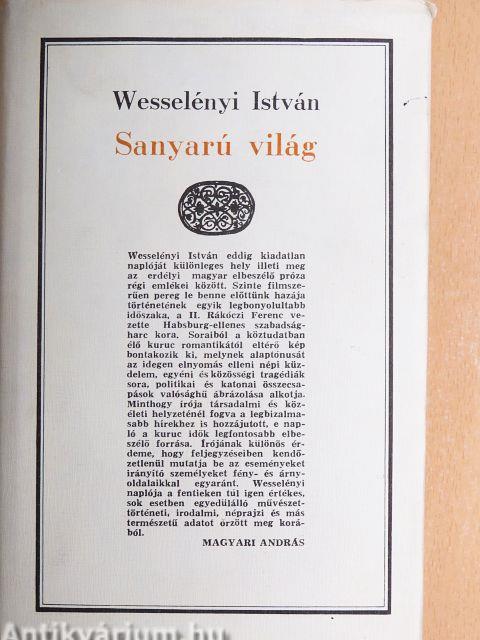 Wesselényi István
Sanyarú világ
Wesselényi István eddig kiadatlan
naplóját különleges hely illeti meg
az erdélyi magyar elbeszélő próza
régi emlékei között. Szinte filmsze-
rűen pereg le benne előttünk hazája
történetének egyik legbonyolultabb
időszaka, a II. Rákóczi Ferenc ve-
zette Habsburg-ellenes szabadság-
harc kora. Soraiból a köztudatban
élő kuruc romantikától eltérő kép
bontakozik ki, melynek alaptónusát
az idegen elnyomás elleni népi küz-
delem, egyéni és közösségi tragédiák
sora, politikai és katonai összecsa-
pások valósághű ábrázolása alkotja.
Minthogy írója társadalmi és köz-
életi helyzeténél fogva a legbizalma-
sabb hírekhez is hozzájutott, e nap-
ló a kuruc idők legfontosabb elbe-
szélő forrása. Írójának különös ér-
deme, hogy feljegyzéseiben kendő-
zetlenül mutatja be az eseményeket
irányító személyeket fény- és árny-
oldalaikkal egyaránt. Wesselényi
naplója a fentieken túl igen értékes,
sok esetben egyedülálló művészet-
történeti, irodalmi, néprajzi és más
természetű adatot őrzött meg korá-
ból.
MAGYARI ANDRÁS
Antikvárium.hu